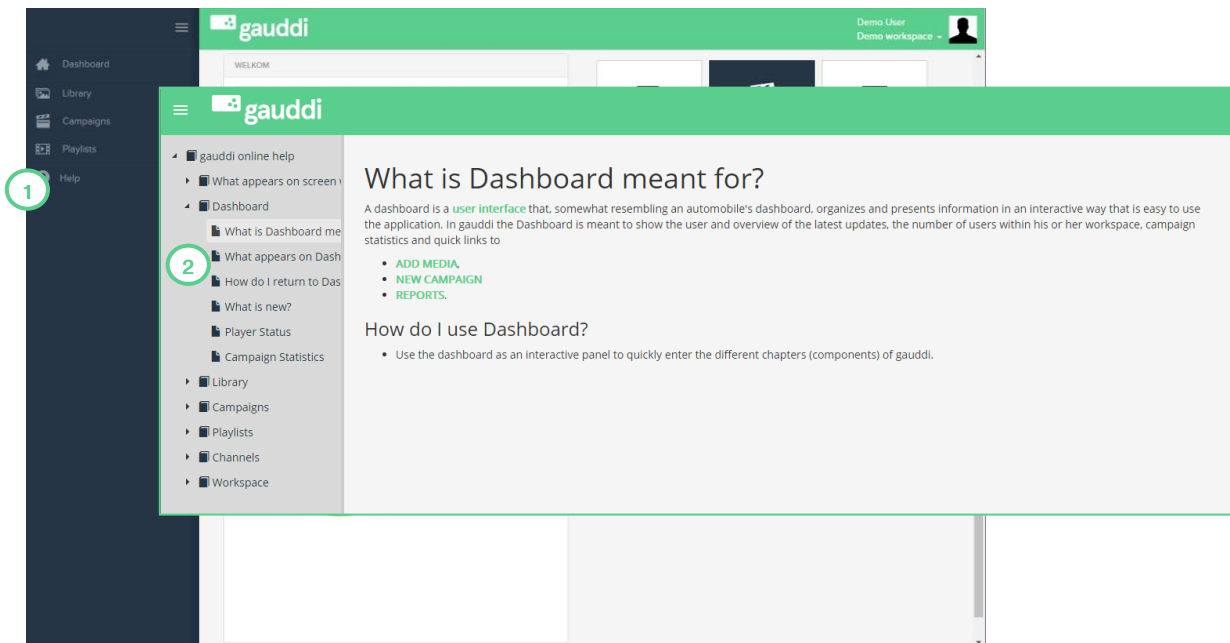 gauddi
Demo User
Demo workspace
Dashboard
WELKOM
Library
Campaigns
Playlists
Help
1
gauddi
gauddi online help
What appears on screen
Dashboard
What is Dashboard me
What appears on Dash
2
How do I return to Das
What is new?
Player Status
Campaign Statistics
Library
Campaigns
Playlists
Channels
Workspace
What is Dashboard meant for?
A dashboard is a user interface that, somewhat resembling an automobile's dashboard, organizes and presents information in an interactive way that is easy to use
the application. In gauddi the Dashboard is meant to show the user and overview of the latest updates, the number of users within his or her workspace, campaign
statistics and quick links to
• ADD MEDIA,
• NEW CAMPAIGN
• REPORTS.
How do I use Dashboard?
• Use the dashboard as an interactive panel to quickly enter the different chapters (components) of gauddi.